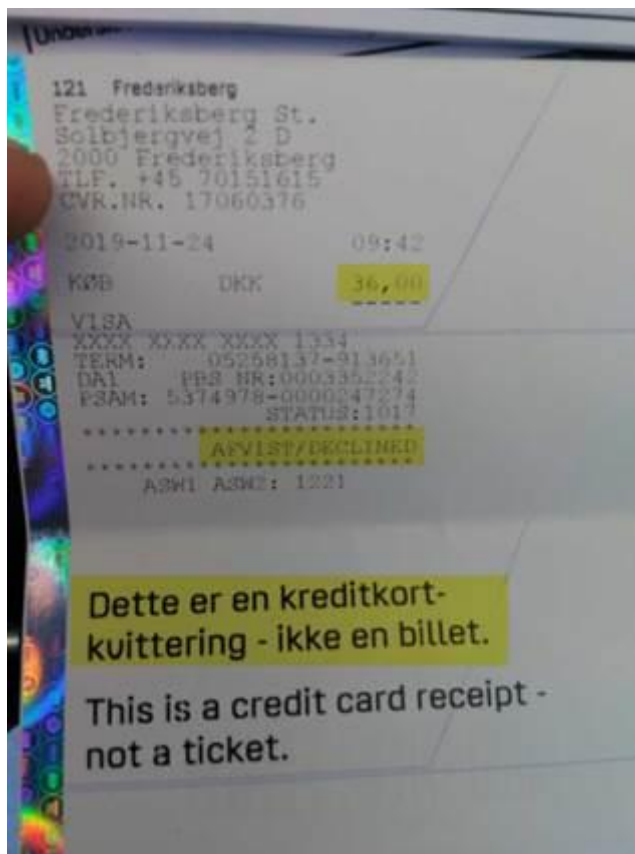 121 Frederiksberg
Frederiksberg St.
Solbjergvej 2 D
2000 Frederiksberg
TLF. +45 70151615
CVR.NR. 17060376
2019-11-24 09:42
KØB DKK 36,00
-----
VISA
XXXX XXXX XXXX 1334
TERM: 05258137-913651
DA1 PBS NR:0003352242
PSAM: 5374978-0000247274
STATUS:1017
AFVIST/DECLINED
ASW1 ASW2: 1221
Dette er en kreditkort-
kvittering - ikke en billet.
This is a credit card receipt -
not a ticket.